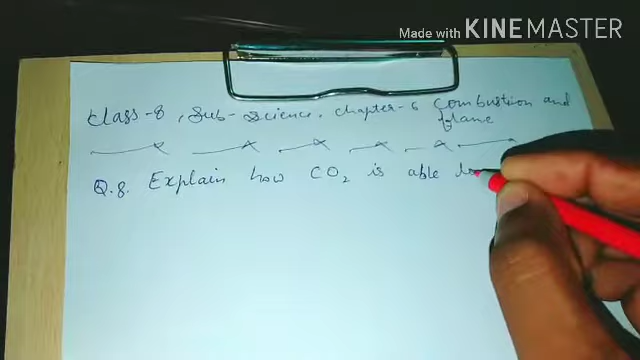 Made with KINEMASTER
Class-8, Sub- Science, chapter-6 Combustion and
flame
Q.8. Explain how CO2 is able